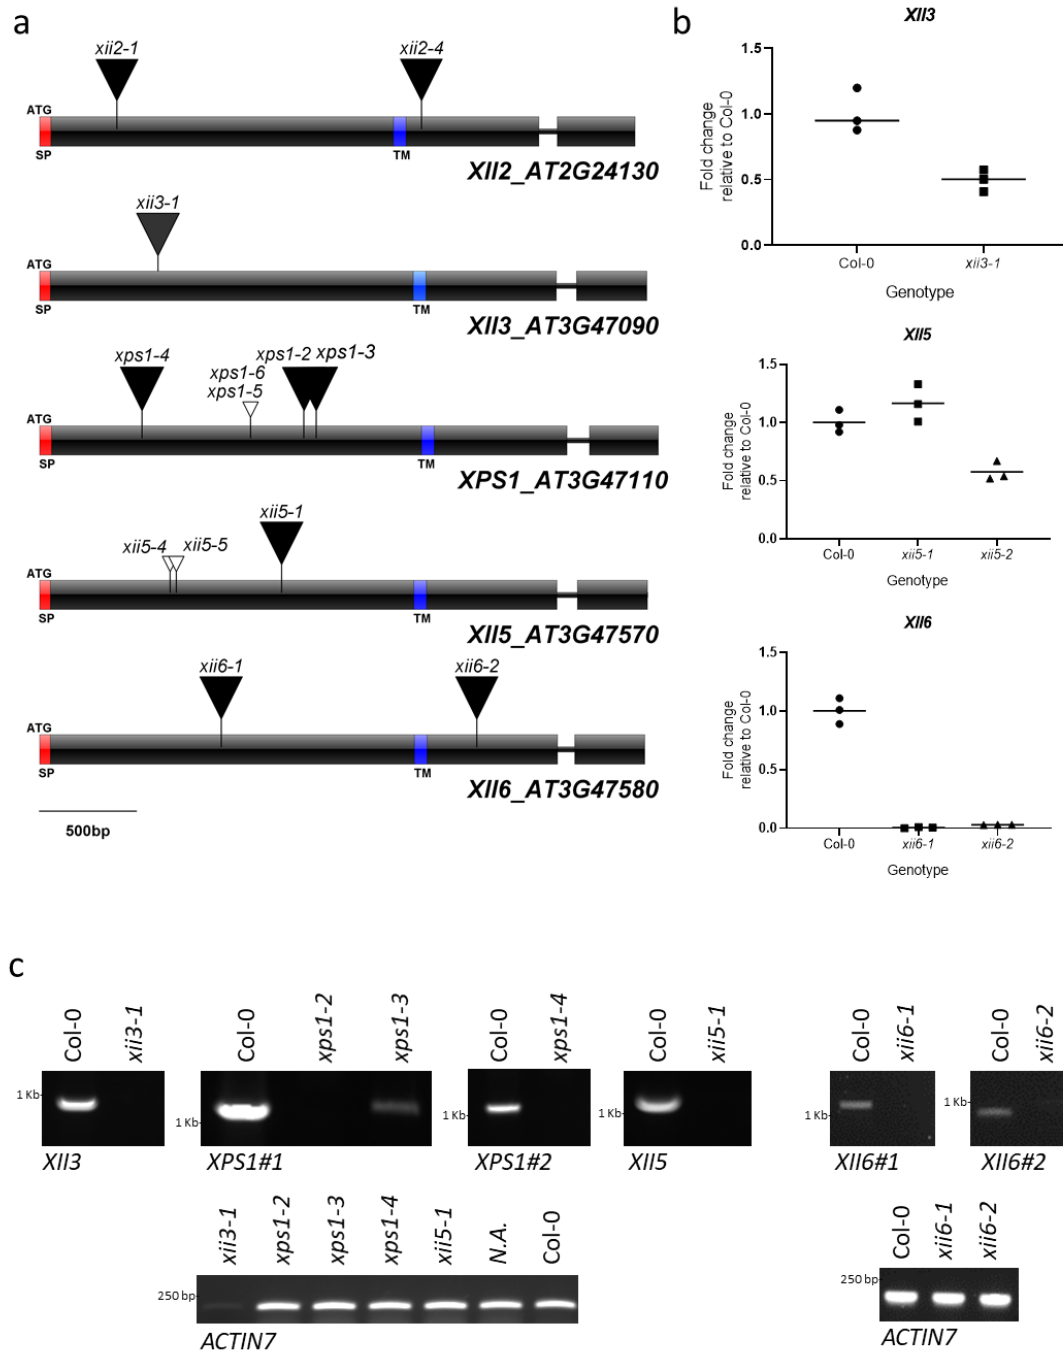 a
xii2-1
xii2-4
ATG
SP
TM
XII2_AT2G24130
xii3-1
ATG
SP
TM
XII3_AT3G47090
xps1-4
xps1-6
xps1-5
xps1-2
xps1-3
ATG
SP
TM
XPS1_AT3G47110
xii5-1
xii5-4
xii5-5
ATG
SP
TM
XII5_AT3G47570
xii6-1
xii6-2
ATG
SP
TM
XII6_AT3G47580
500bp
b
XII3
Fold change
relative to Col-0
1.5
1.0
0.5
0.0
Col-0
xii3-1
Genotype
XII5
Fold change
relative to Col-0
1.5
1.0
0.5
0.0
Col-0
xii5-1
xii5-2
Genotype
XII6
Fold change
relative to Col-0
1.5
1.0
0.5
0.0
Col-0
xii6-1
xii6-2
Genotype
c
Col-0
xii3-1
1 Kb
XII3
Col-0
xps1-2
xps1-3
1 Kb
XPS1#1
Col-0
xps1-4
1 Kb
XPS1#2
Col-0
xii5-1
1 Kb
XII5
Col-0
xii6-1
1 Kb
XII6#1
Col-0
xii6-2
1 Kb
XII6#2
xii3-1
xps1-2
xps1-3
xps1-4
xii5-1
N.A.
Col-0
250 bp
ACTIN7
Col-0
xii6-1
xii6-2
250 bp
ACTIN7